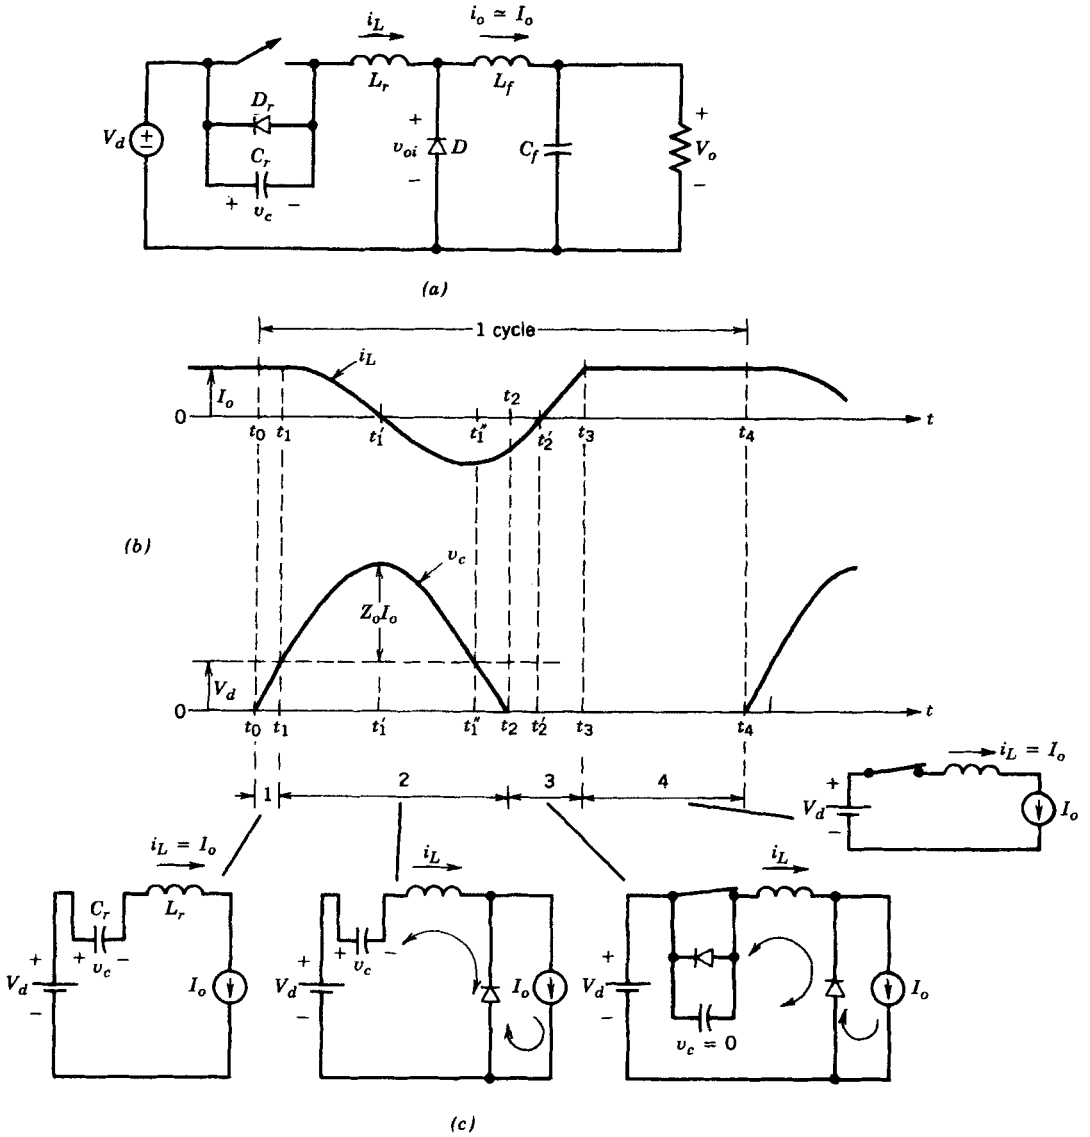 i_L i_o ≃ I_o
L_r L_f
D_r
V_d + v_oi − D C_f + V_o −
C_r
+ v_c −
(a)
1 cycle
i_L
I_o
t_2
0 t
t_0 t_1 t_1′ t_1″ t_2′ t_3 t_4
(b)
v_c
Z_o I_o
V_d
0 t
t_0 t_1 t_1′ t_1″ t_2 t_2′ t_3 t_4
1 2 3 4
i_L = I_o
+ V_d − I_o
i_L = I_o
C_r L_r
+ v_c −
+ V_d − I_o
i_L
+ v_c −
+ V_d − I_o
i_L
+ V_d − I_o
v_c = 0
(c)